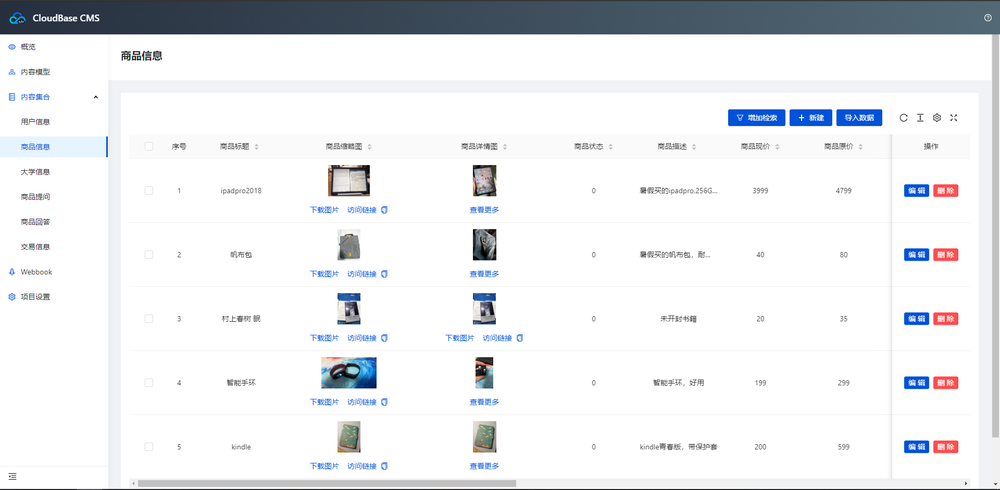 CloudBase CMS
概览
内容模型
内容集合
用户信息
商品信息
大学信息
商品提问
商品回答
交易信息
Webbook
项目设置
商品信息
增加检索 新建 导入数据
序号 商品标题 商品缩略图 商品详情图 商品状态 商品描述 商品现价 商品原价 操作
1 ipadpro2018 0 暑假买的ipadpro,256G... 3999 4799 编 辑 删 除
下载图片 访问链接 查看更多
2 帆布包 0 暑假买的帆布包，耐... 40 80 编 辑 删 除
下载图片 访问链接 查看更多
3 村上春树 眠 0 未开封书籍 20 35 编 辑 删 除
下载图片 访问链接 下载图片 访问链接
4 智能手环 0 智能手环，好用 199 299 编 辑 删 除
下载图片 访问链接 查看更多
5 kindle 0 kindle青春版，带保护套 200 599 编 辑 删 除
下载图片 访问链接 查看更多